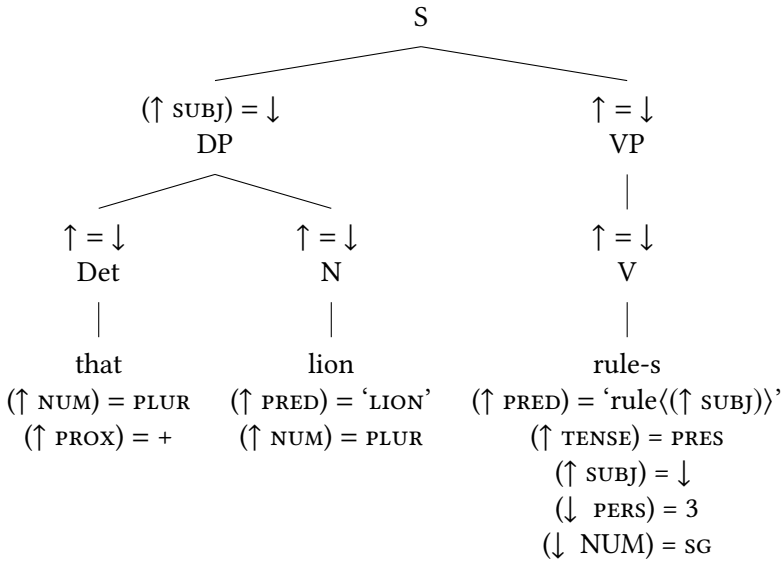 S
(↑ SUBJ) = ↓ ↑ = ↓
DP VP
↑ = ↓ ↑ = ↓ ↑ = ↓
Det N V
that lion rule-s
(↑ NUM) = PLUR (↑ PRED) = ‘LION’ (↑ PRED) = ‘rule⟨(↑ SUBJ)⟩’
(↑ PROX) = + (↑ NUM) = PLUR (↑ TENSE) = PRES
(↑ SUBJ) = ↓
(↓ PERS) = 3
(↓ NUM) = SG